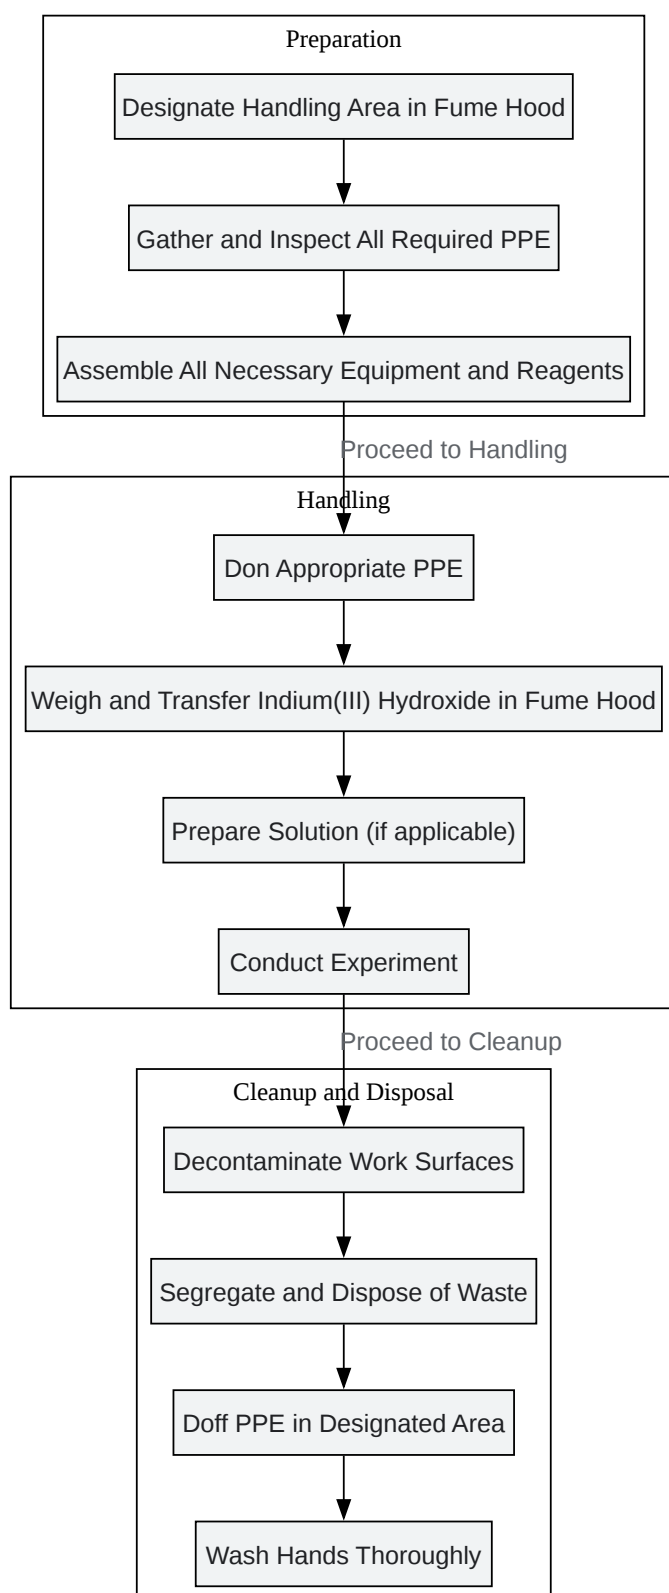 Preparation
Designate Handling Area in Fume Hood
Gather and Inspect All Required PPE
Assemble All Necessary Equipment and Reagents
Proceed to Handling
Handling
Don Appropriate PPE
Weigh and Transfer Indium(III) Hydroxide in Fume Hood
Prepare Solution (if applicable)
Conduct Experiment
Proceed to Cleanup
Cleanup and Disposal
Decontaminate Work Surfaces
Segregate and Dispose of Waste
Doff PPE in Designated Area
Wash Hands Thoroughly